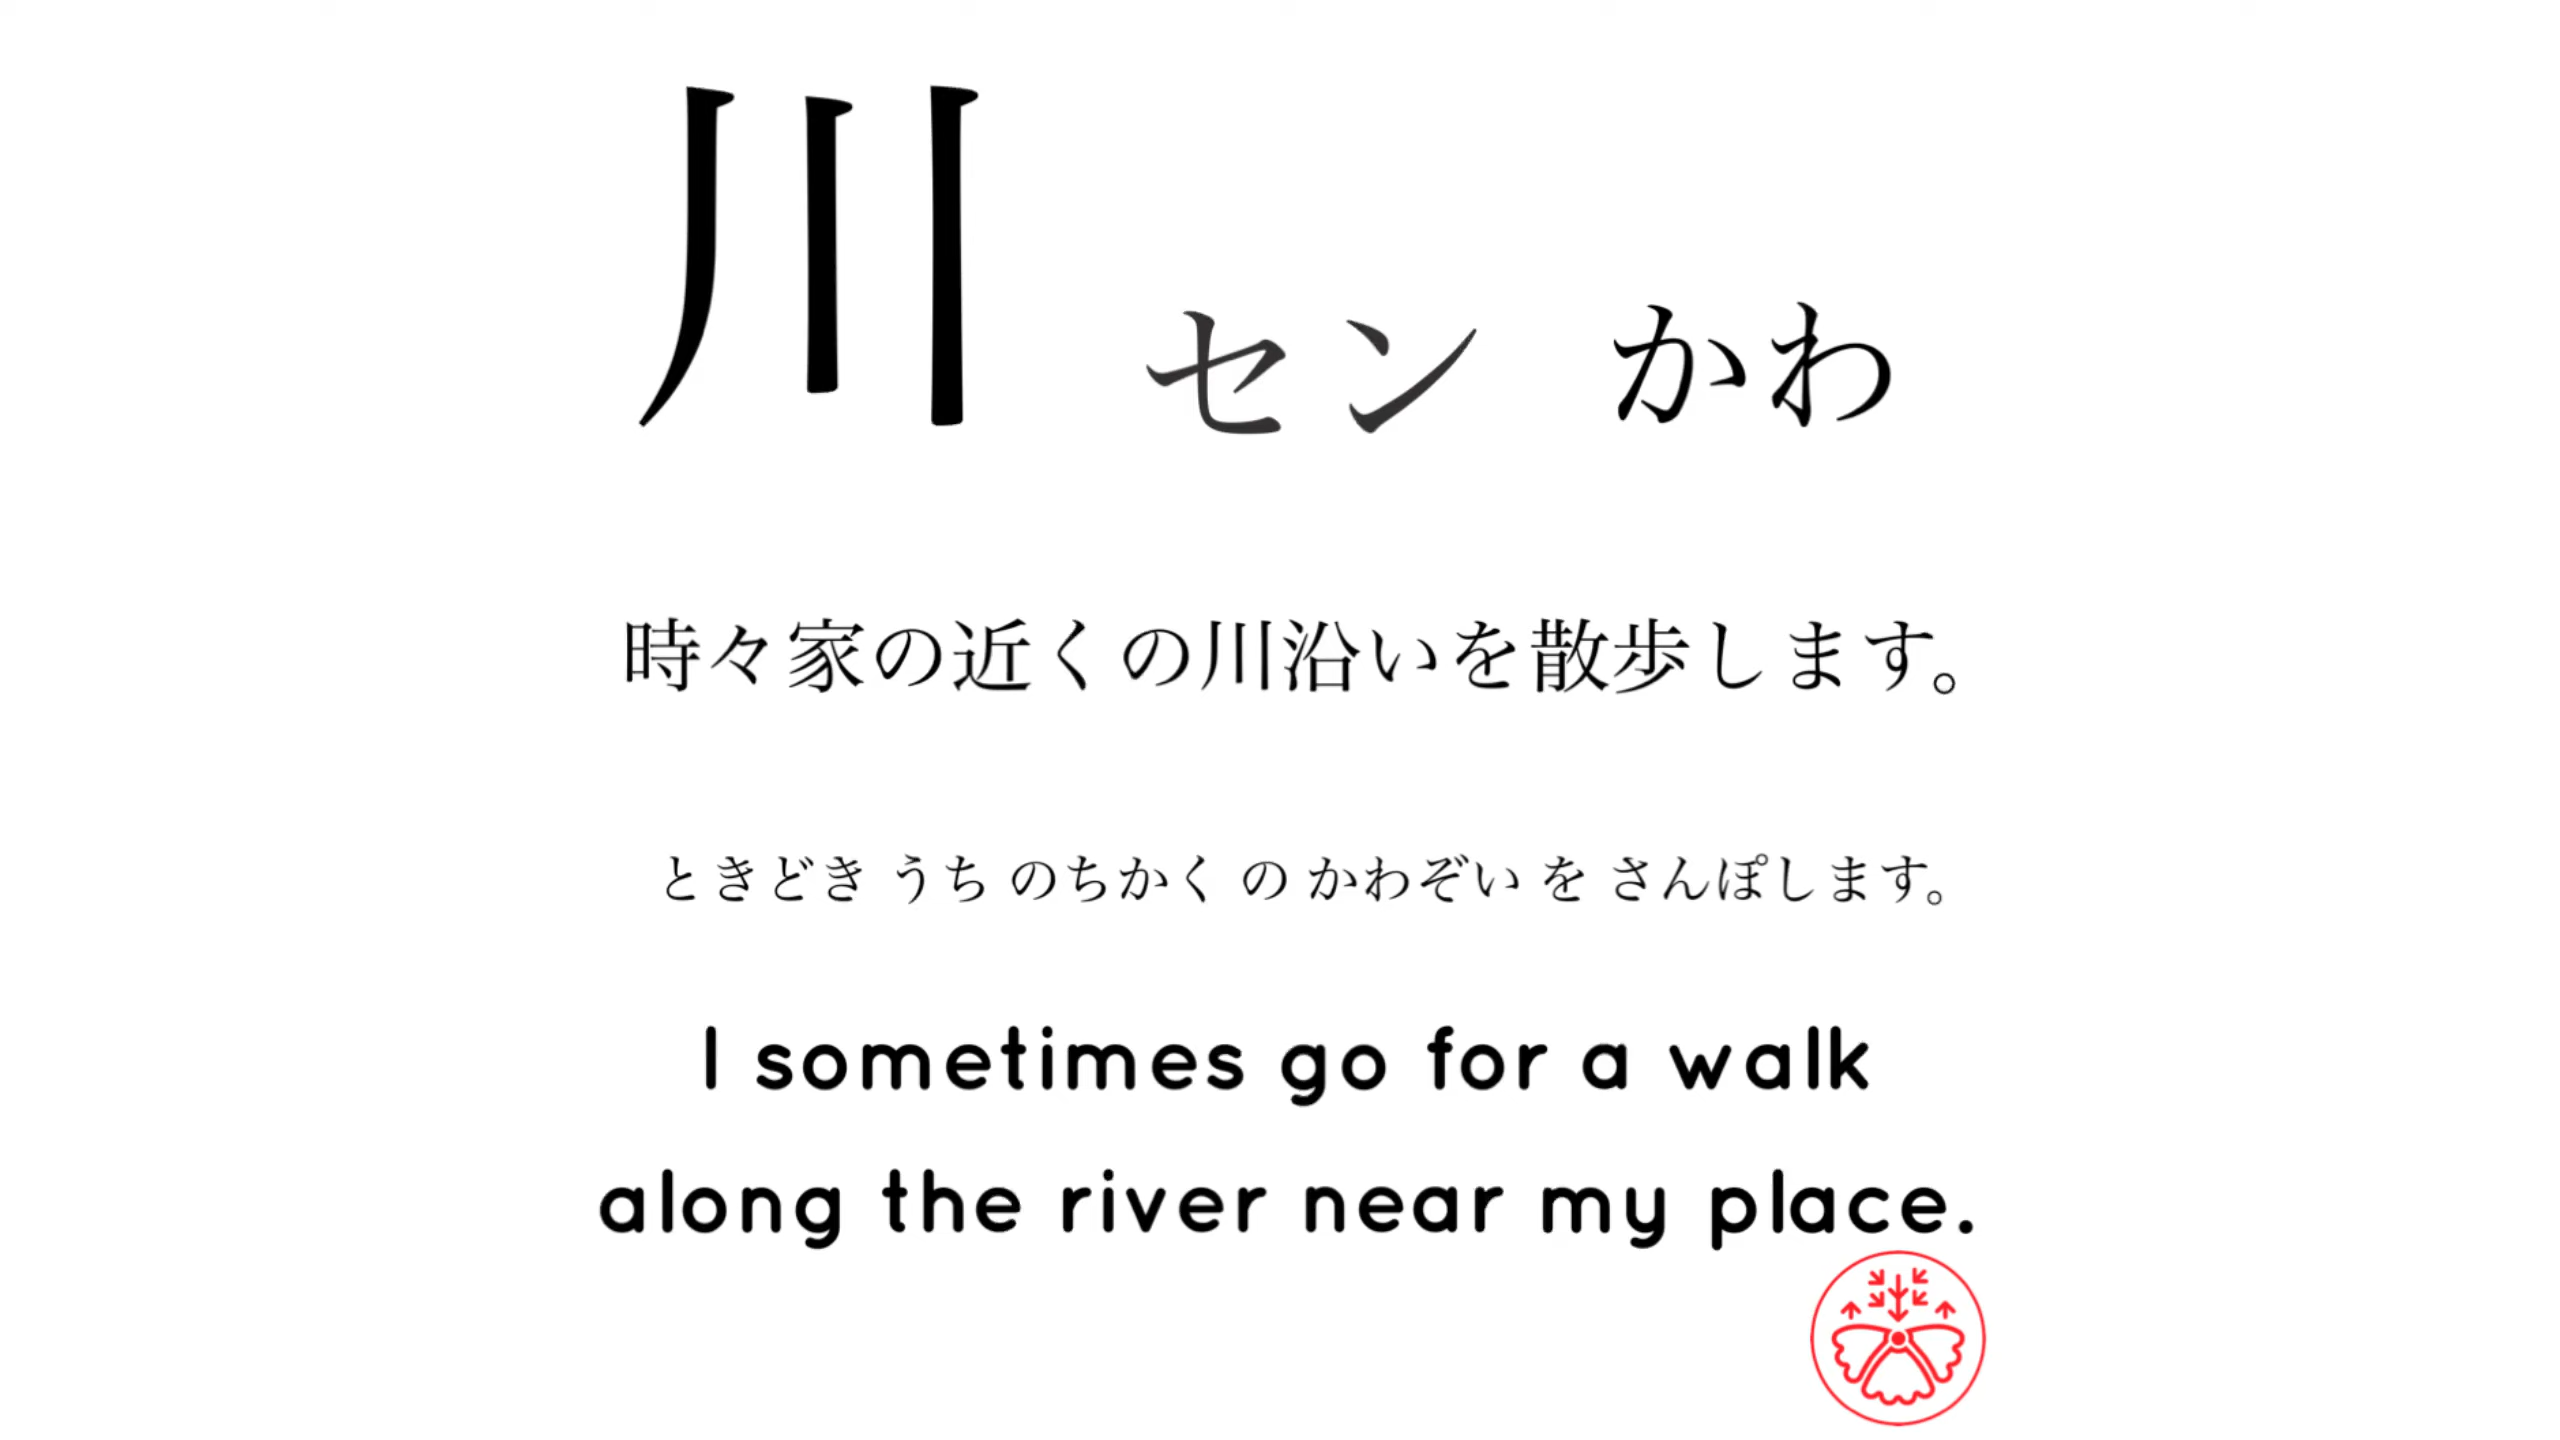 川 セン かわ
時々家の近くの川沿いを散歩します。
ときどき うち のちかく の かわぞい を さんぽします。
I sometimes go for a walk
along the river near my place.